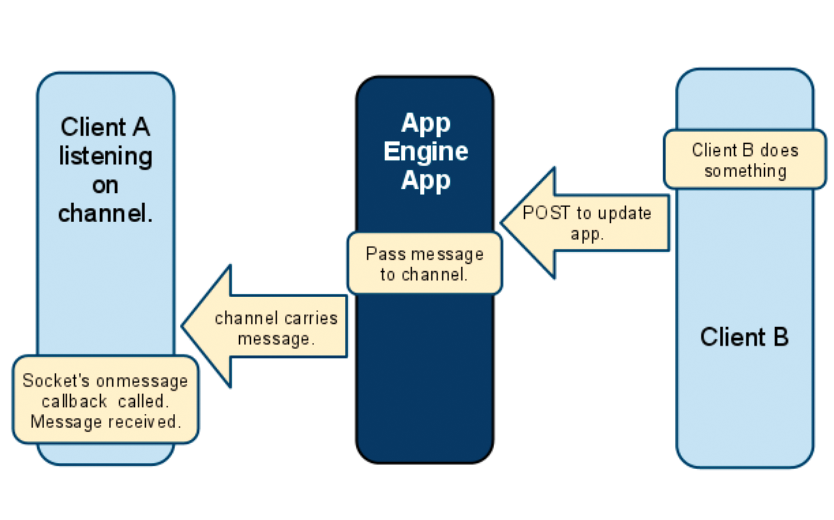 Client A
listening
on
channel.
Socket's onmessage
callback called.
Message received.
channel carries
message.
App
Engine
App
Pass message
to channel.
POST to update
app.
Client B does
something
Client B